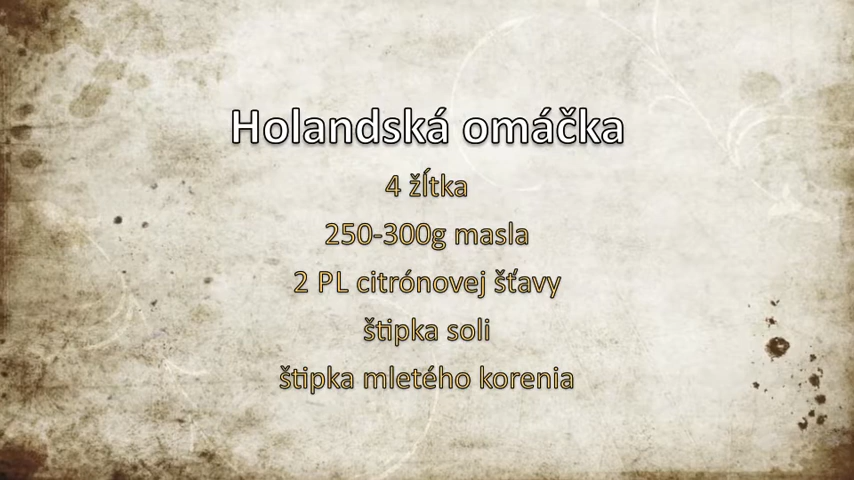 Holandská omáčka
4 žĺtka
250-300g masla
2 PL citrónovej šťavy
štipka soli
štipka mletého korenia